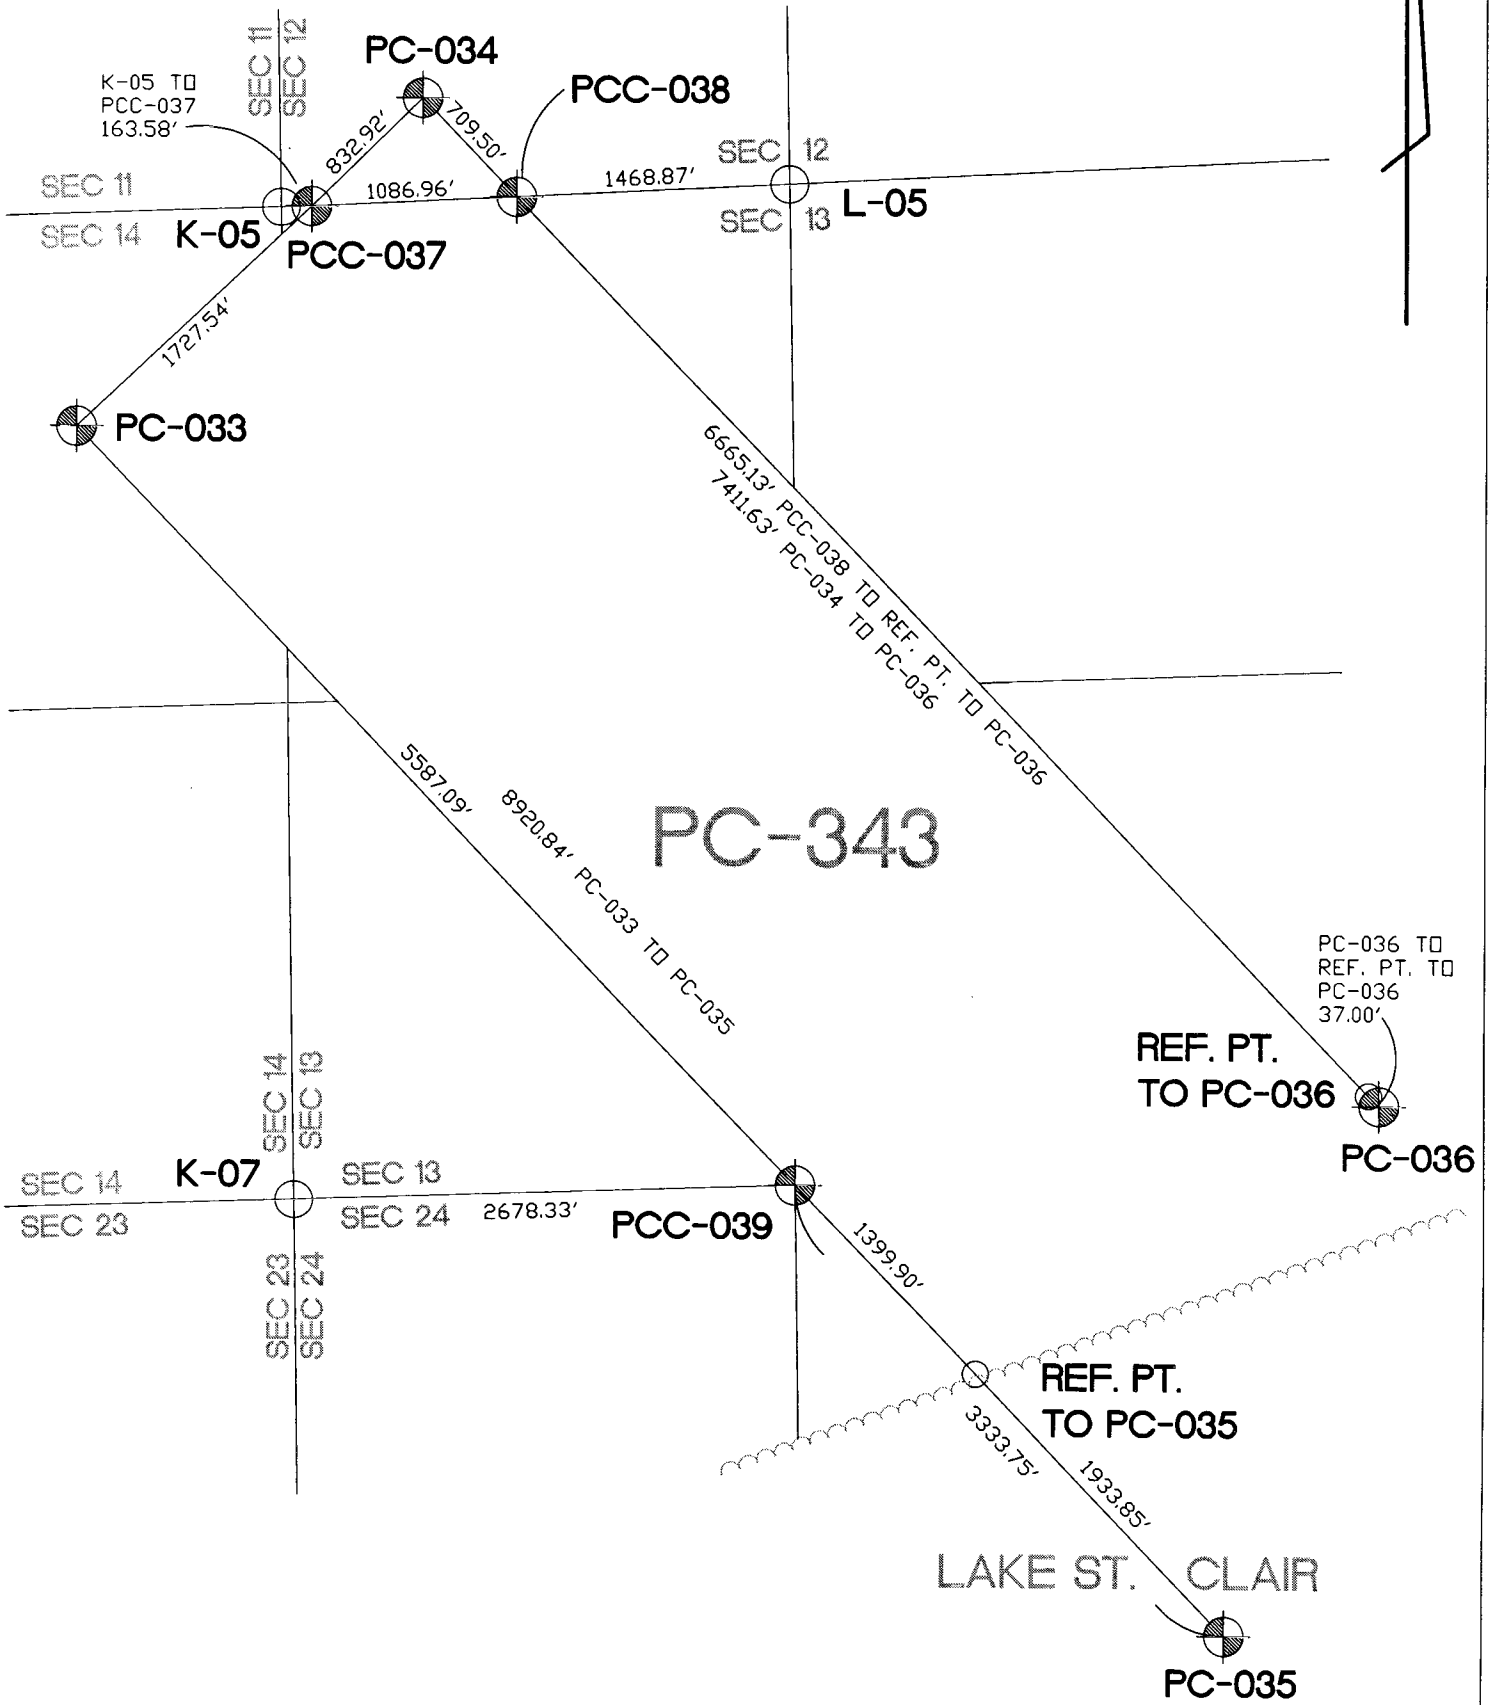 SEC 11
SEC 12
PC-034
K-05 TO
PCC-037
163.58'
PCC-038
832.92'
709.50'
SEC 12
SEC 11
1086.96'
1468.87'
L-05
SEC 14
K-05
SEC 13
PCC-037
1727.54'
PC-033
6665.13' PCC-038 TO REF. PT. TO PC-036
7411.63' PC-034 TO PC-036
5587.09'
8920.84' PC-033 TO PC-035
PC-343
PC-036 TO
REF. PT. TO
PC-036
37.00'
REF. PT.
TO PC-036
PC-036
SEC 14
SEC 13
K-07
SEC 13
SEC 14
SEC 23
SEC 24
2678.33'
PCC-039
1399.90'
SEC 23
SEC 24
REF. PT.
TO PC-035
3333.75'
1933.85'
LAKE ST. CLAIR
PC-035